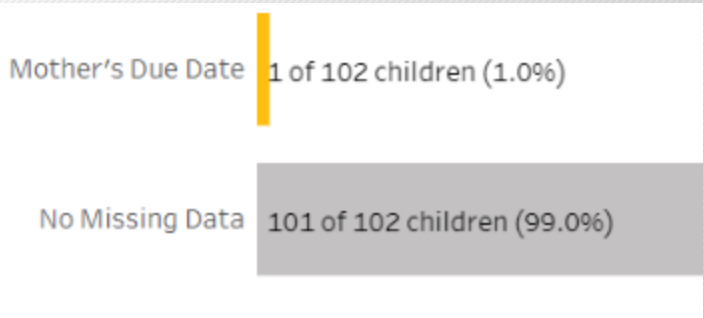 Mother's Due Date 1 of 102 children (1.0%)
No Missing Data 101 of 102 children (99.0%)